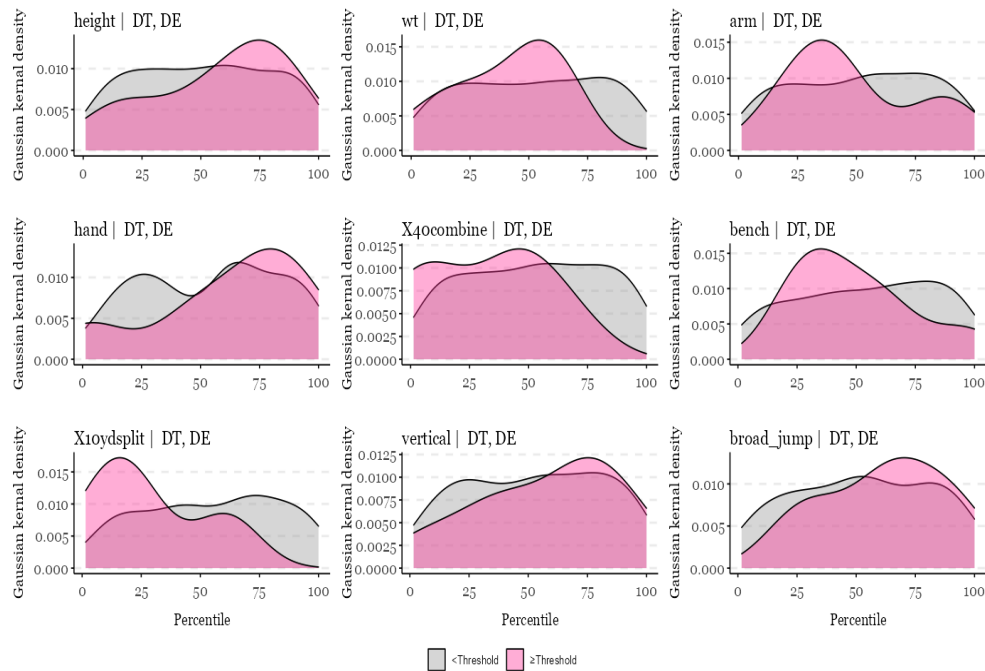 height | DT, DE
Gaussian kernal density
0.010
0.005
0.000
0 25 50 75 100
wt | DT, DE
Gaussian kernal density
0.015
0.010
0.005
0.000
0 25 50 75 100
arm | DT, DE
Gaussian kernal density
0.015
0.010
0.005
0.000
0 25 50 75 100
hand | DT, DE
Gaussian kernal density
0.010
0.005
0.000
0 25 50 75 100
X40combine | DT, DE
Gaussian kernal density
0.0125
0.0100
0.0075
0.0050
0.0025
0.0000
0 25 50 75 100
bench | DT, DE
Gaussian kernal density
0.015
0.010
0.005
0.000
0 25 50 75 100
X10ydsplit | DT, DE
Gaussian kernal density
0.015
0.010
0.005
0.000
0 25 50 75 100
Percentile
vertical | DT, DE
Gaussian kernal density
0.0125
0.0100
0.0075
0.0050
0.0025
0.0000
0 25 50 75 100
Percentile
broad_jump | DT, DE
Gaussian kernal density
0.010
0.005
0.000
0 25 50 75 100
Percentile
<Threshold ≥Threshold